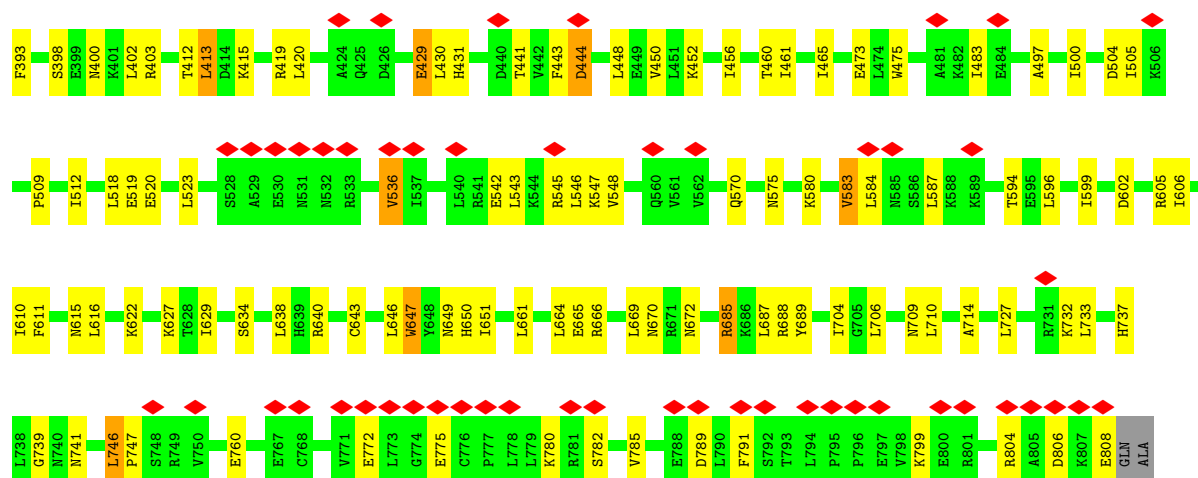 F393 S398 E399 N400 K401 L402 R403 T412 L413 D414 K415 R419 L420 A424 Q425 D426 E429 L430 H431 D440 T441 V442 F443 D444 L448 E449 V450 L451 K452 I456 T460 I461 I465 E473 L474 W475 A481 K482 I483 E484 A497 I500 D504 I505 K506
P509 I512 L518 E519 E520 L523 S528 A529 E530 N531 N532 R533 V536 I537 L540 R541 E542 L543 K544 R545 L546 K547 V548 Q560 V561 V562 Q570 N575 K580 V583 L584 N585 S586 L587 K588 K589 T594 E595 L596 I599 D602 R605 I606
I610 F611 N615 L616 K622 K627 T628 I629 S634 L638 H639 R640 C643 L646 W647 Y648 N649 H650 I651 L661 L664 E665 R666 L669 N670 R671 N672 R685 K686 L687 R688 Y689 I704 G705 L706 N709 L710 A714 L727 R731 K732 L733 H737
L738 G739 N740 N741 L746 P747 S748 R749 V750 E760 E767 C768 V771 E772 L773 G774 E775 C776 P777 L778 L779 K780 R781 S782 V785 E788 D789 L790 F791 S792 T793 L794 P795 P796 E797 V798 K799 E800 R801 R804 A805 D806 K807 E808 GLN ALA